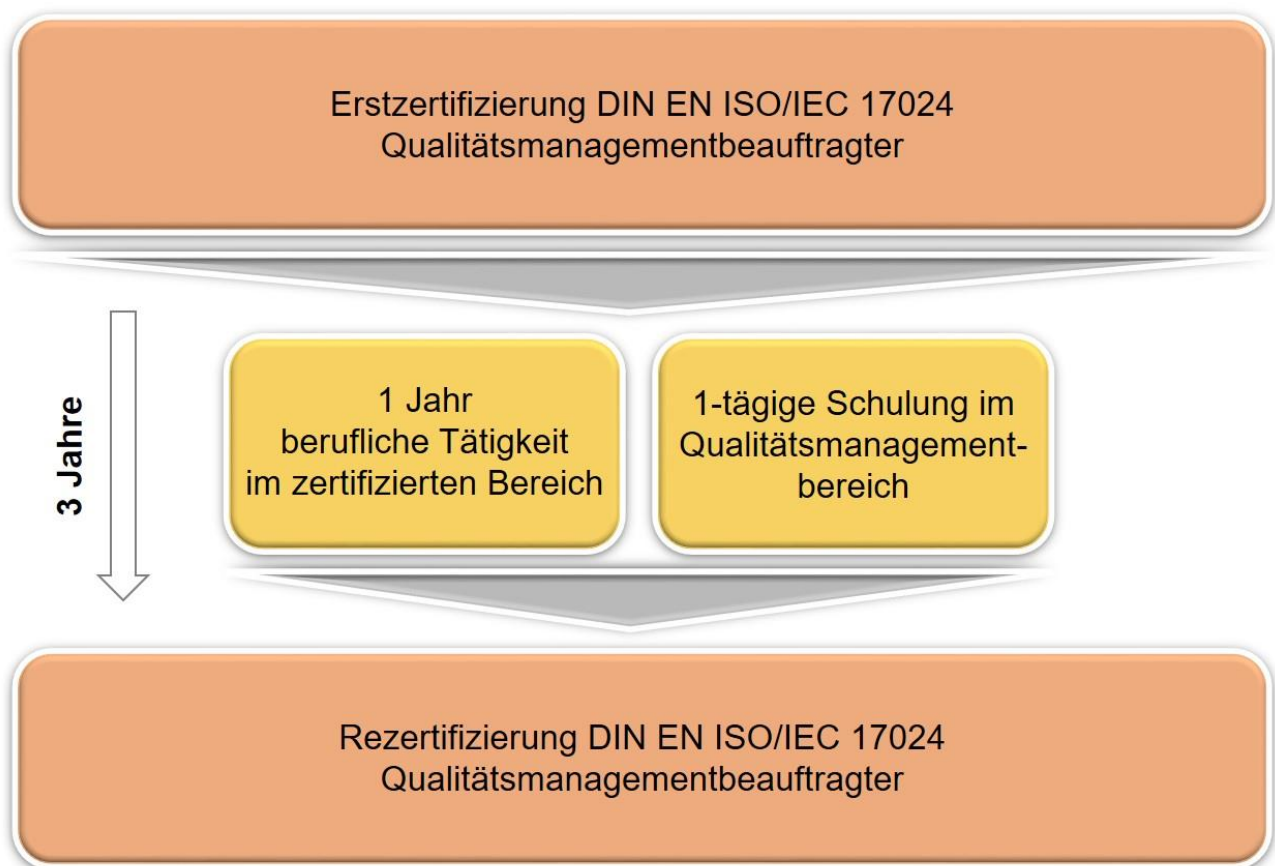 Erstzertifizierung DIN EN ISO/IEC 17024
Qualitätsmanagementbeauftragter
3 Jahre
1 Jahr
berufliche Tätigkeit
im zertifizierten Bereich
1-tägige Schulung im
Qualitätsmanagement-
bereich
Rezertifizierung DIN EN ISO/IEC 17024
Qualitätsmanagementbeauftragter